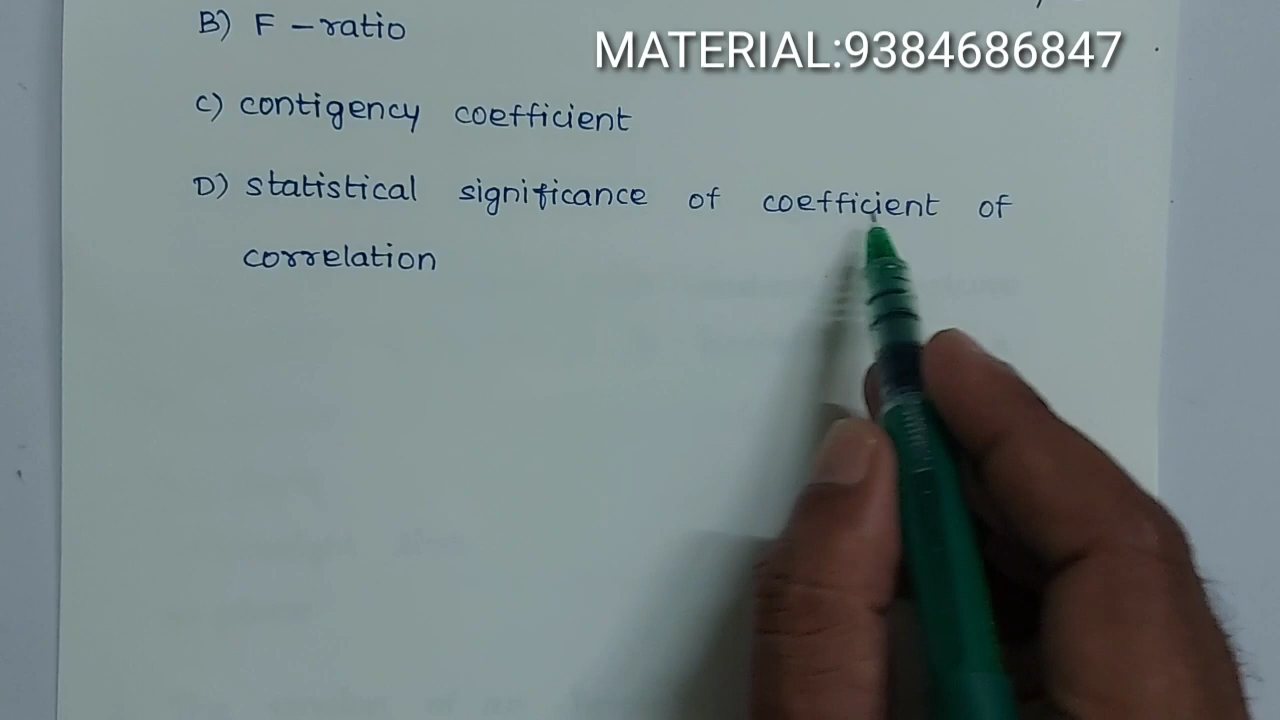 B) F - ratio
MATERIAL:9384686847
C) contigency coefficient
D) statistical significance of coefficient of
correlation